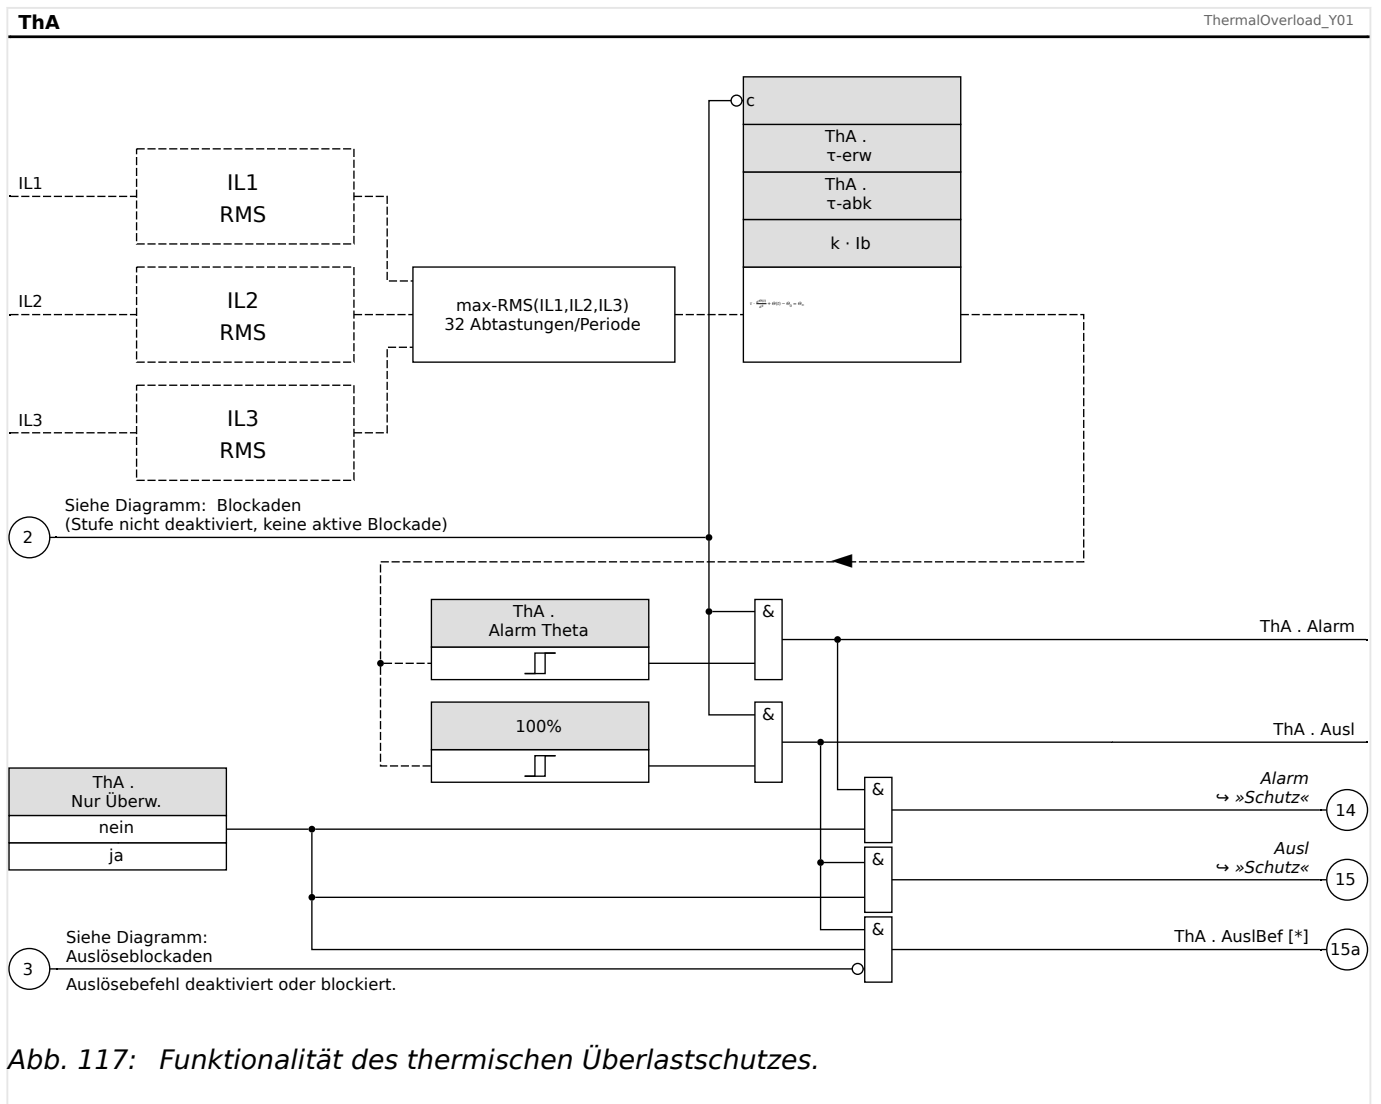 ThA
ThermalOverload_Y01
c
ThA .
τ-erw
ThA .
τ-abk
k · Ib
IL1
IL1
RMS
IL2
IL2
RMS
max-RMS(IL1,IL2,IL3)
32 Abtastungen/Periode
IL3
IL3
RMS
Siehe Diagramm: Blockaden
(Stufe nicht deaktiviert, keine aktive Blockade)
2
ThA .
Alarm Theta
&
ThA . Alarm
100%
&
ThA . Ausl
ThA .
Nur Überw.
nein
ja
&
Alarm
↪ »Schutz«
14
&
Ausl
↪ »Schutz«
15
&
ThA . AuslBef [*]
15a
Siehe Diagramm:
Auslöseblockaden
3
Auslösebefehl deaktiviert oder blockiert.
Abb. 117: Funktionalität des thermischen Überlastschutzes.